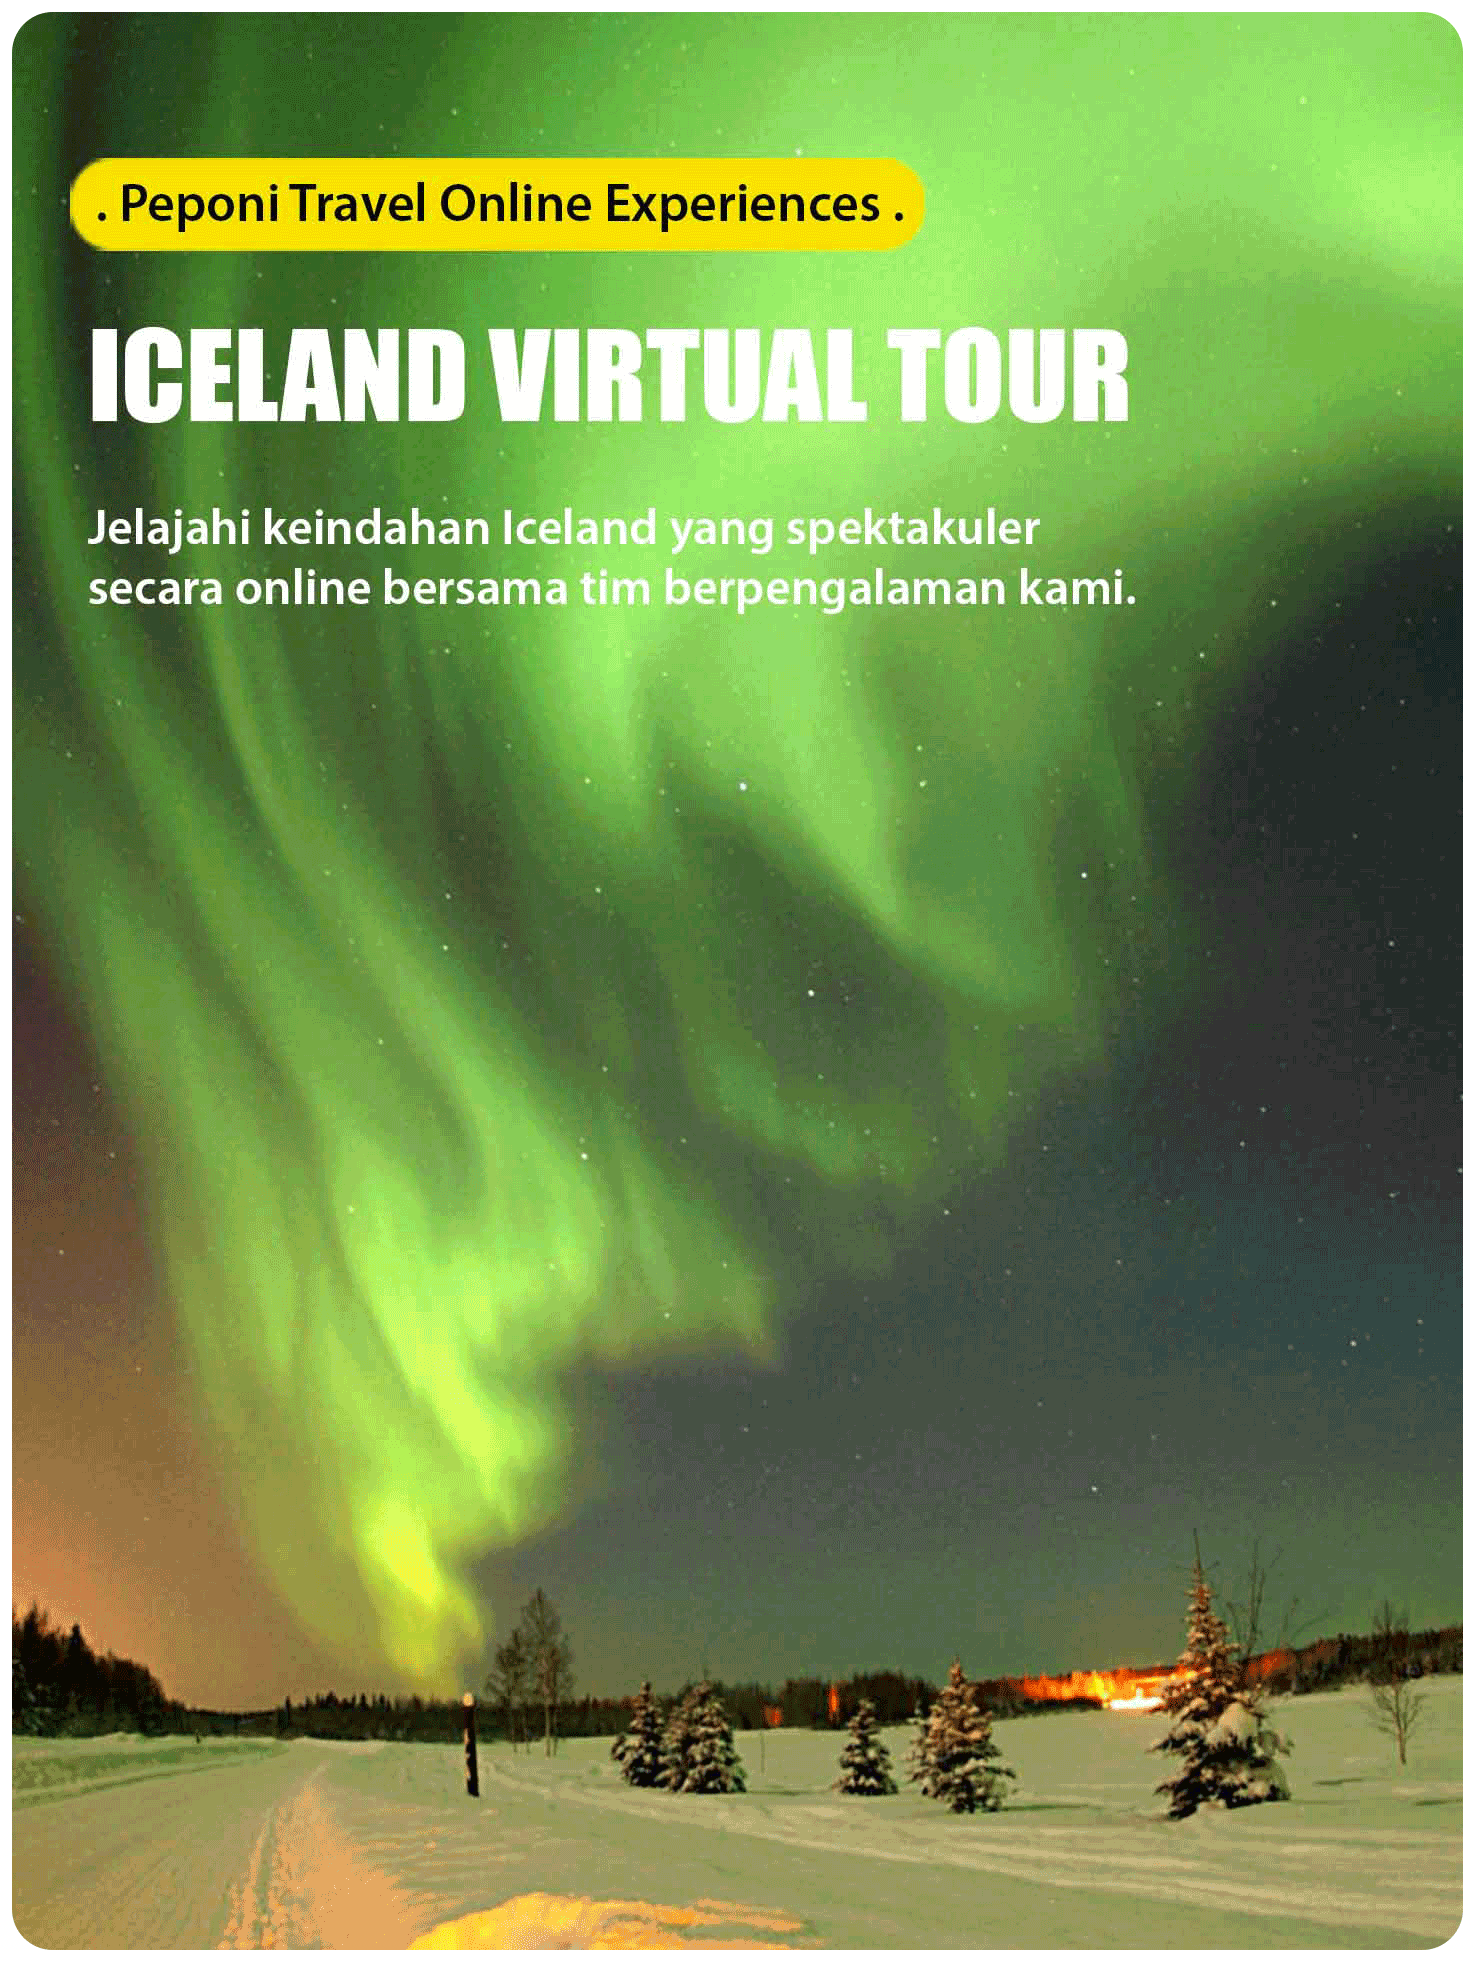 . Peponi Travel Online Experiences .
ICELAND VIRTUAL TOUR
Jelajahi keindahan Iceland yang spektakuler
secara online bersama tim berpengalaman kami.